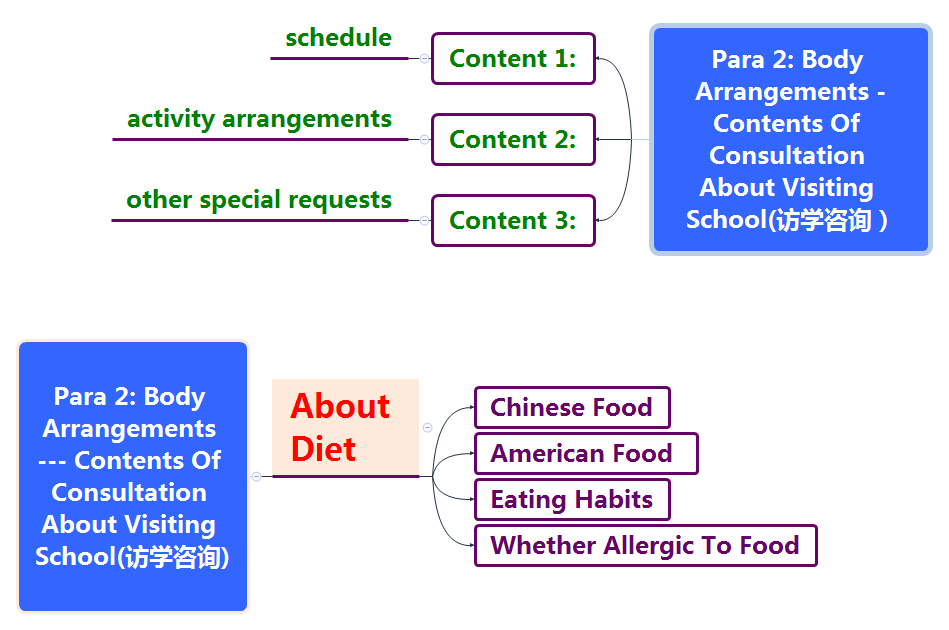 schedule
Content 1:
activity arrangements
Content 2:
other special requests
Content 3:
Para 2: Body
Arrangements -
Contents Of
Consultation
About Visiting
School(访学咨询 )
Para 2: Body
Arrangements
--- Contents Of
Consultation
About Visiting
School(访学咨询)
About
Diet
Chinese Food
American Food
Eating Habits
Whether Allergic To Food